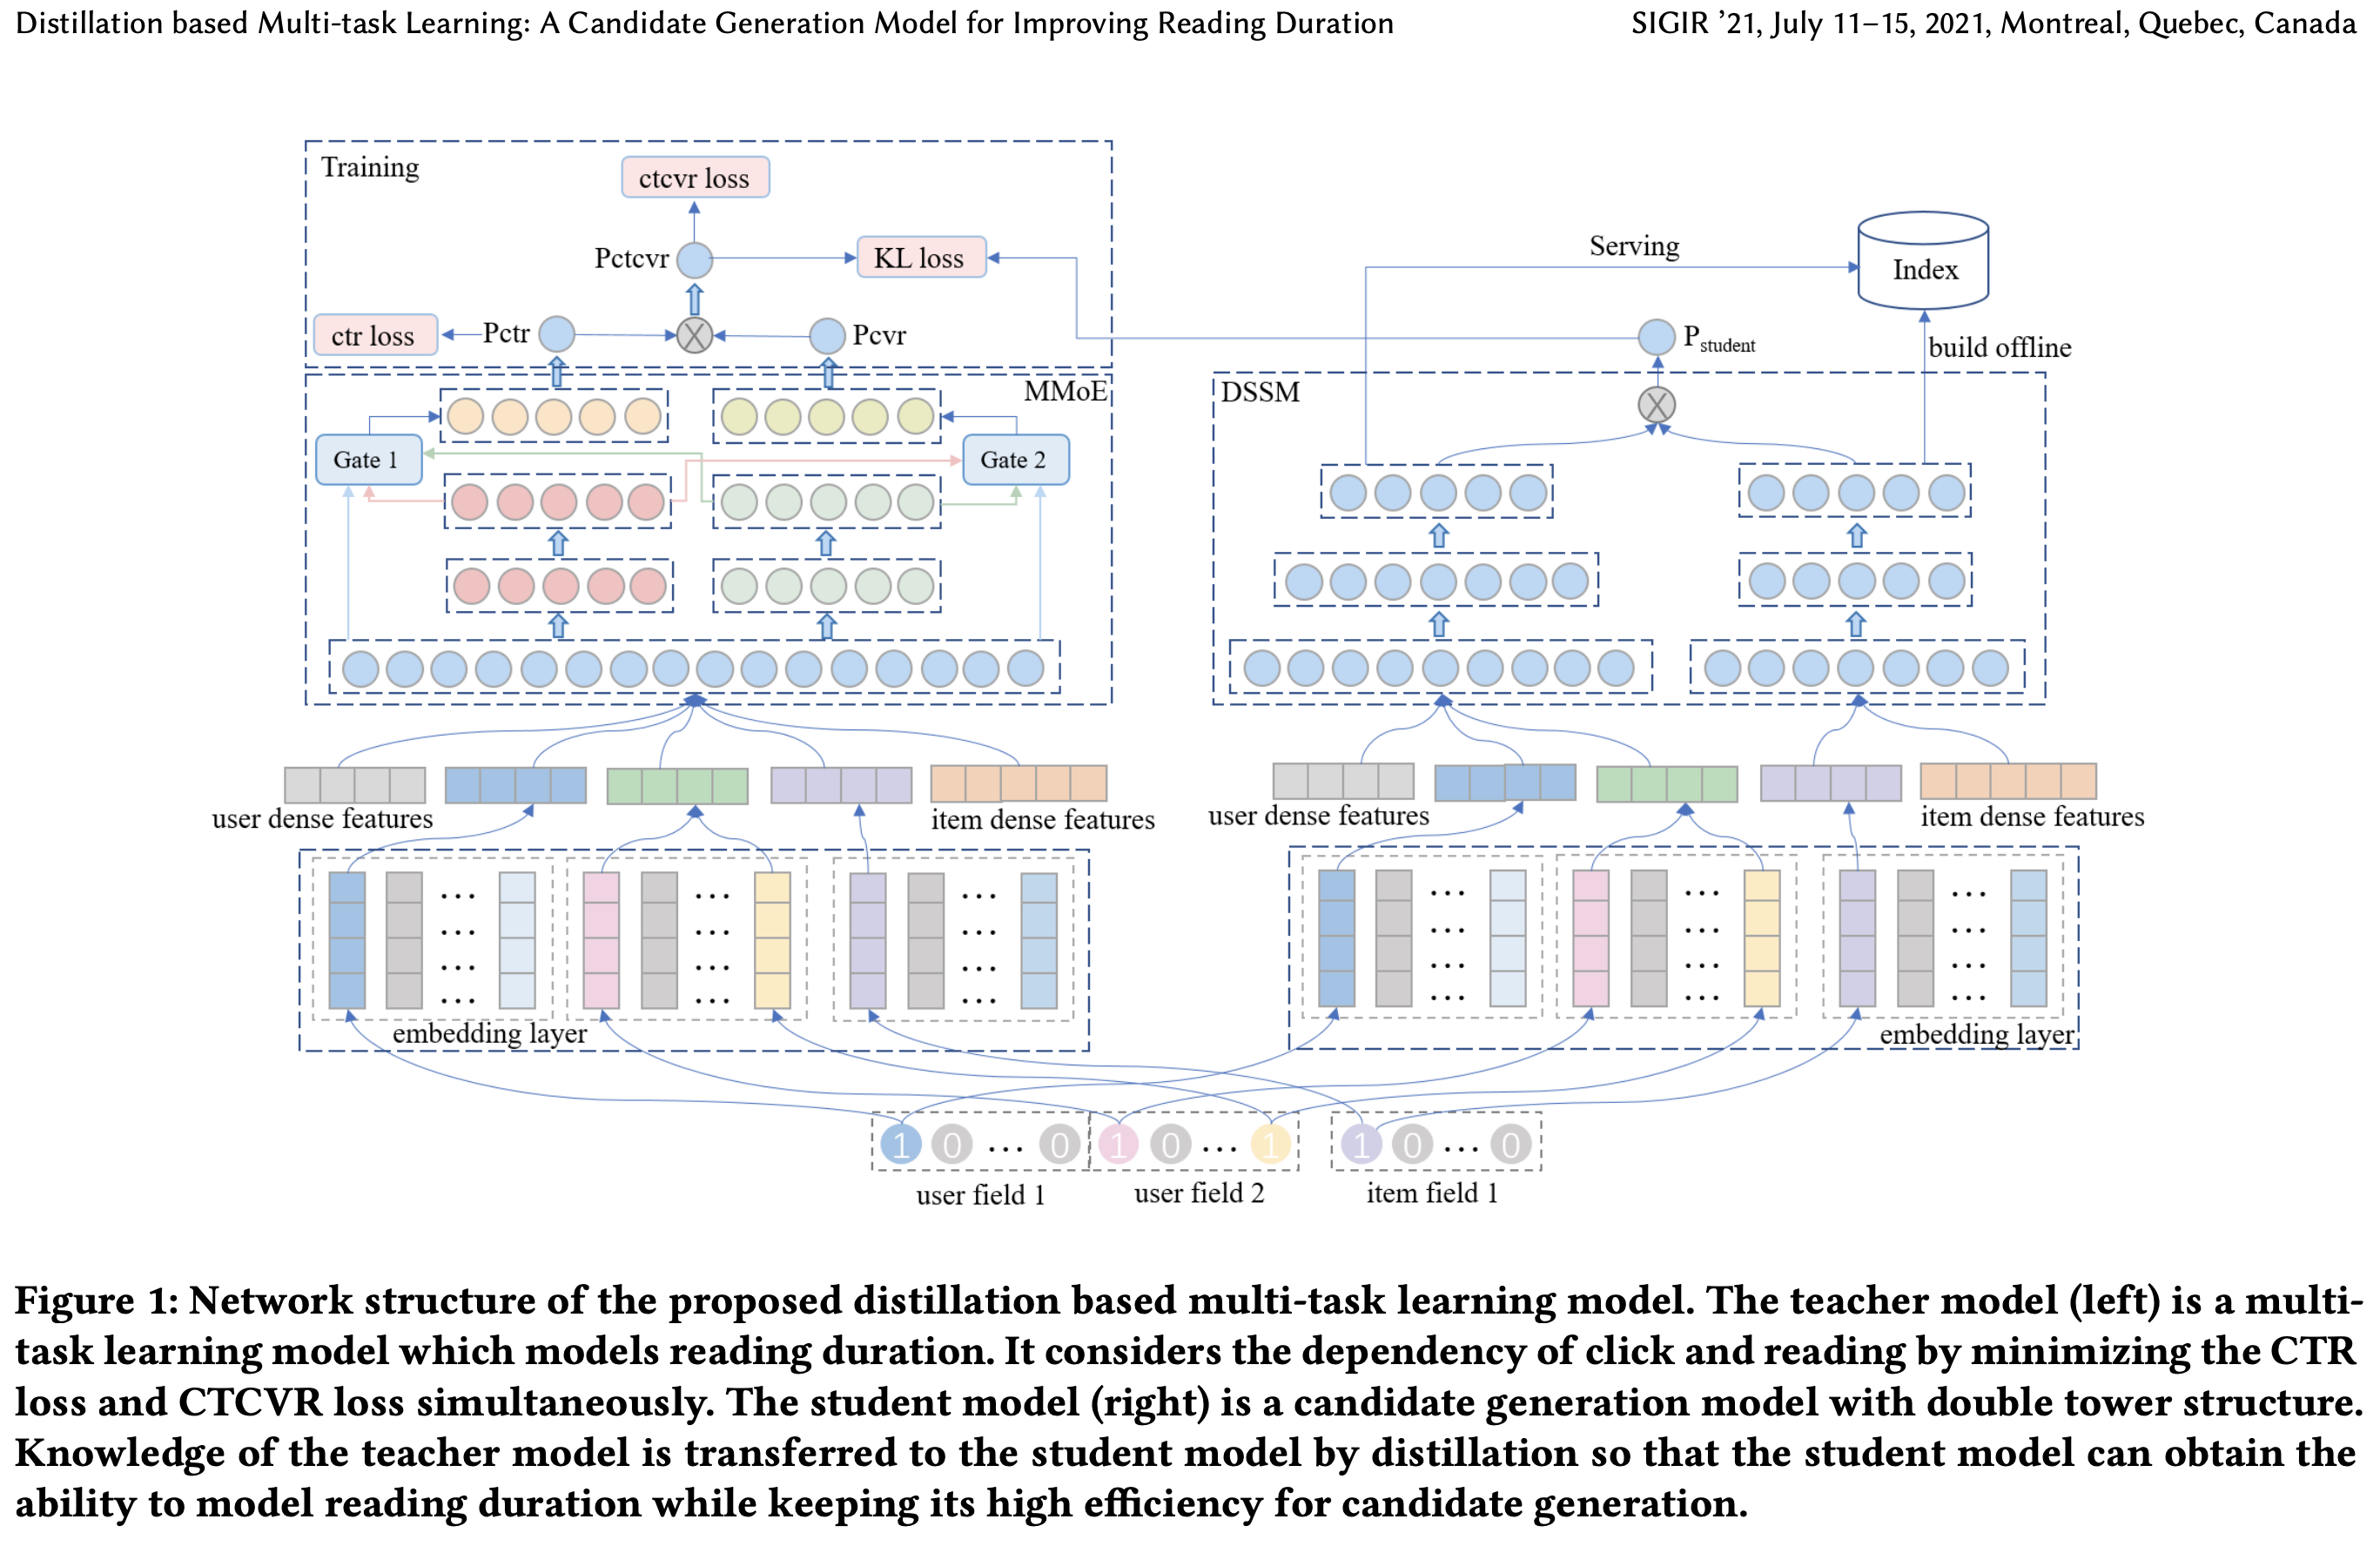 Distillation based Multi-task Learning: A Candidate Generation Model for Improving Reading Duration
SIGIR ’21, July 11–15, 2021, Montreal, Quebec, Canada
Training
ctcvr loss
Pctcvr
KL loss
ctr loss
Pctr
X
Pcvr
MMoE
Gate 1
Gate 2
user dense features
item dense features
... ...
... ...
... ...
embedding layer
Serving
Index
Pstudent
build offline
DSSM
X
user dense features
item dense features
embedding layer
1 0 ... 0
1 0 ... 1
1 0 ... 0
user field 1
user field 2
item field 1
Figure 1: Network structure of the proposed distillation based multi-task learning model. The teacher model (left) is a multi-
task learning model which models reading duration. It considers the dependency of click and reading by minimizing the CTR
loss and CTCVR loss simultaneously. The student model (right) is a candidate generation model with double tower structure.
Knowledge of the teacher model is transferred to the student model by distillation so that the student model can obtain the
ability to model reading duration while keeping its high efficiency for candidate generation.